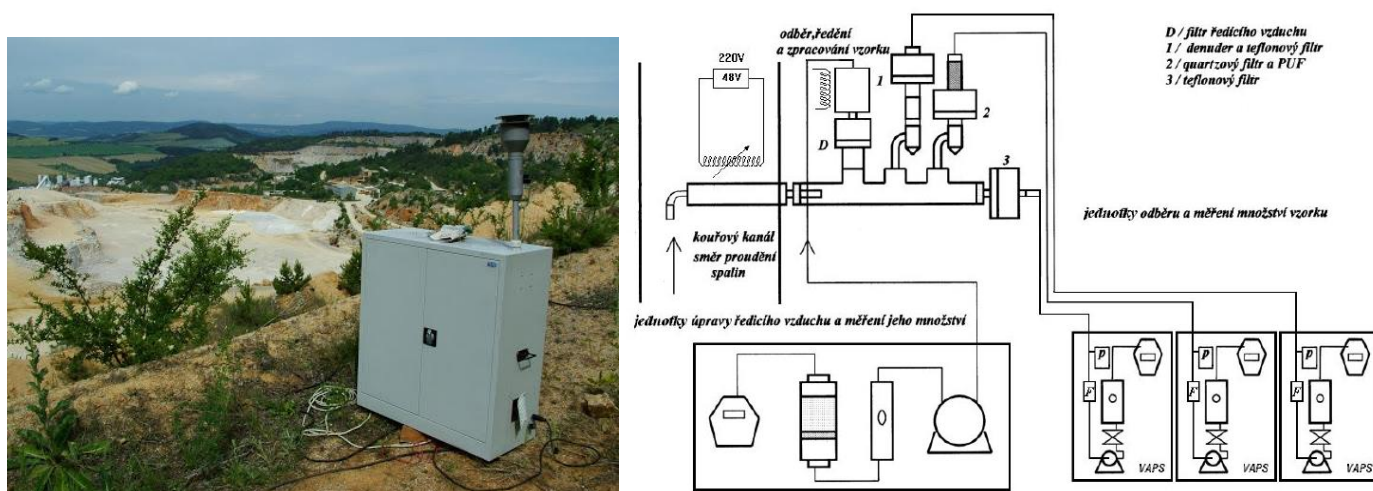 odběr,ředění
a zpracování vzorku
220V
48V
D / filtr ředícího vzduchu
1 / denuder a teflonový filtr
2 / quartzový filtr a PUF
3 / teflonový filtr
1
2
D
3
jednotky odběru a měření množství vzorku
kouřový kanál
směr proudění
spalin
jednotky úpravy ředicího vzduchu a měření jeho množství
p
p
p
F
F
F
VAPS
VAPS
VAPS